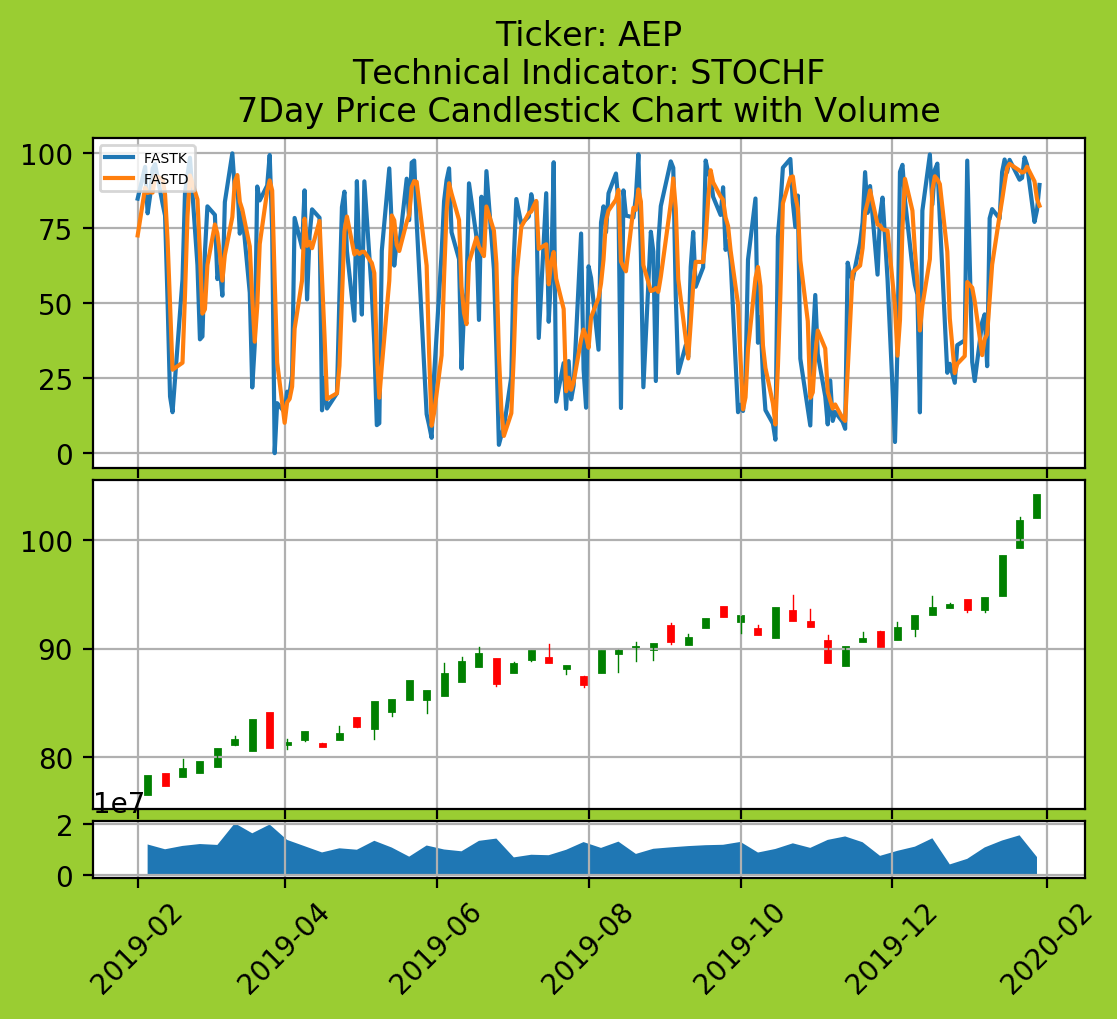 Ticker: AEP
Technical Indicator: STOCHF
7Day Price Candlestick Chart with Volume
100
75
50
25
0
FASTK
FASTD
100
90
80
1e7
2
0
2019-02
2019-04
2019-06
2019-08
2019-10
2019-12
2020-02